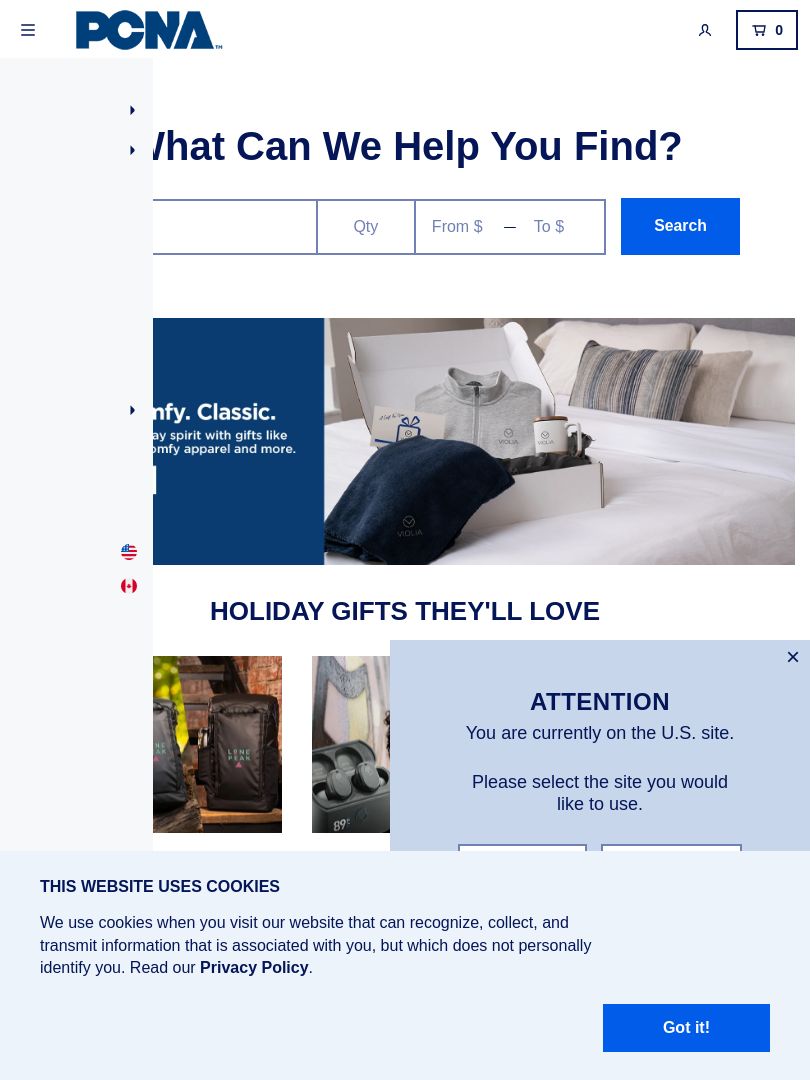 PCNA™
0
What Can We Help You Find?
Qty
From $
—
To $
Search
mfy. Classic.
ay spirit with gifts like
omfy apparel and more.
VIOLIA
VIOLIA
VIOLIA
HOLIDAY GIFTS THEY'LL LOVE
LONE
PEAK
89
ATTENTION
You are currently on the U.S. site.
Please select the site you would
like to use.
THIS WEBSITE USES COOKIES
We use cookies when you visit our website that can recognize, collect, and
transmit information that is associated with you, but which does not personally
identify you. Read our Privacy Policy.
Got it!